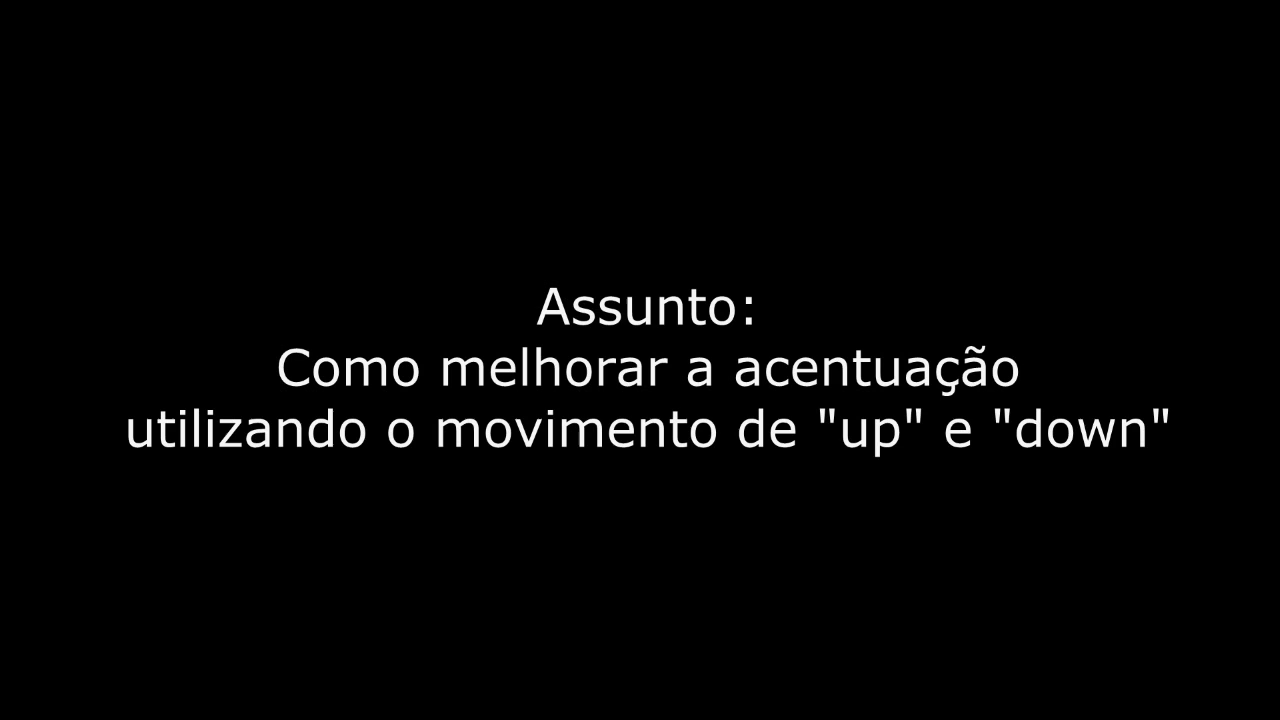 Assunto:
Como melhorar a acentuação
utilizando o movimento de "up" e "down"